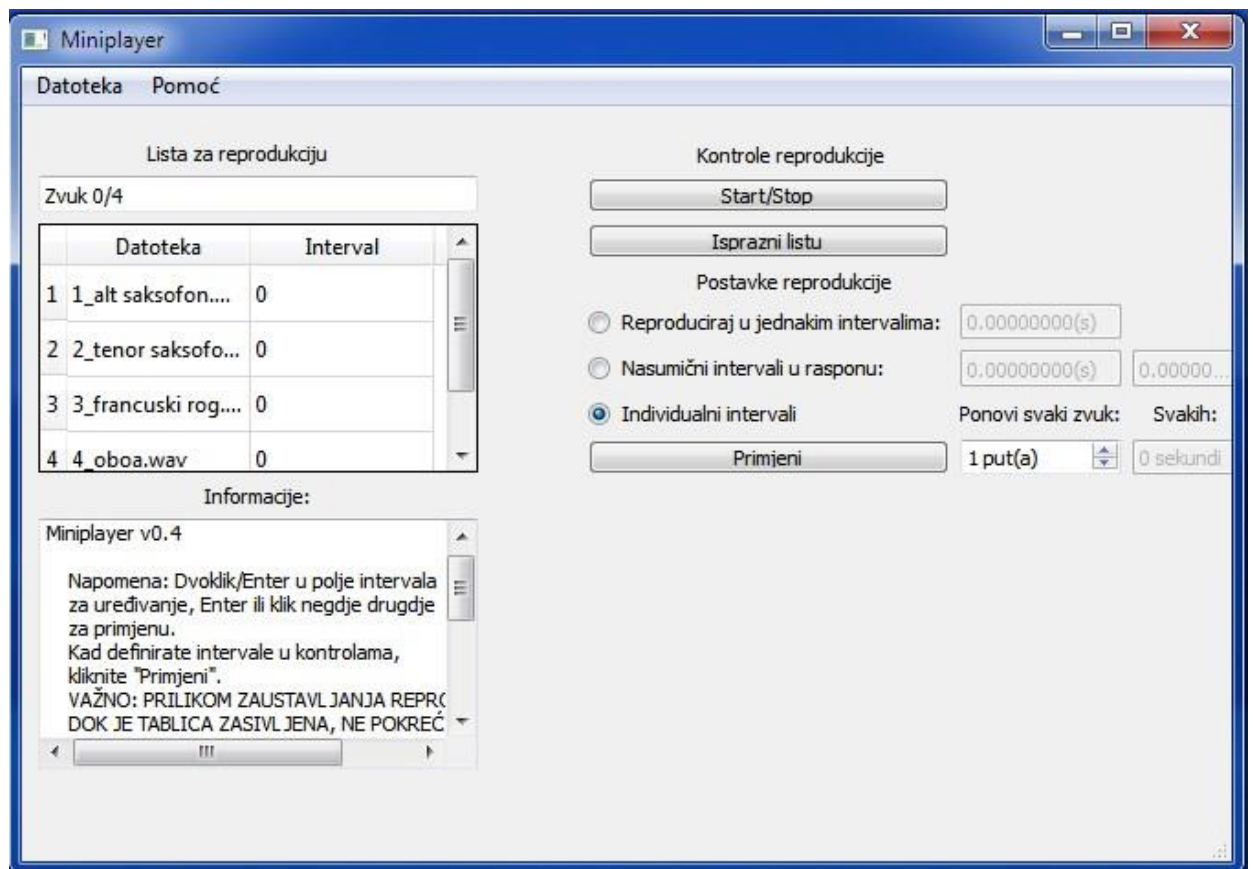 Miniplayer
Datoteka Pomoć
Lista za reprodukciju
Zvuk 0/4
Datoteka Interval
1 1_alt saksofon.... 0
2 2_tenor saksofo... 0
3 3_francuski rog.... 0
4 4_oboa.wav 0
Informacije:
Miniplayer v0.4
Napomena: Dvoklik/Enter u polje intervala
za uređivanje, Enter ili klik negdje drugdje
za primjenu.
Kad definirate intervale u kontrolama,
kliknite "Primjeni".
VAŽNO: PRILIKOM ZAUSTAVLJANJA REPRO
DOK JE TABLICA ZASIVLJENA, NE POKREĆ
Kontrole reprodukcije
Start/Stop
Isprazni listu
Postavke reprodukcije
Reproduciraj u jednakim intervalima: 0.00000000(s)
Nasumični intervali u rasponu: 0.00000000(s) 0.00000...
Individualni intervali Ponovi svaki zvuk: Svakih:
Primjeni 1 put(a) 0 sekundi